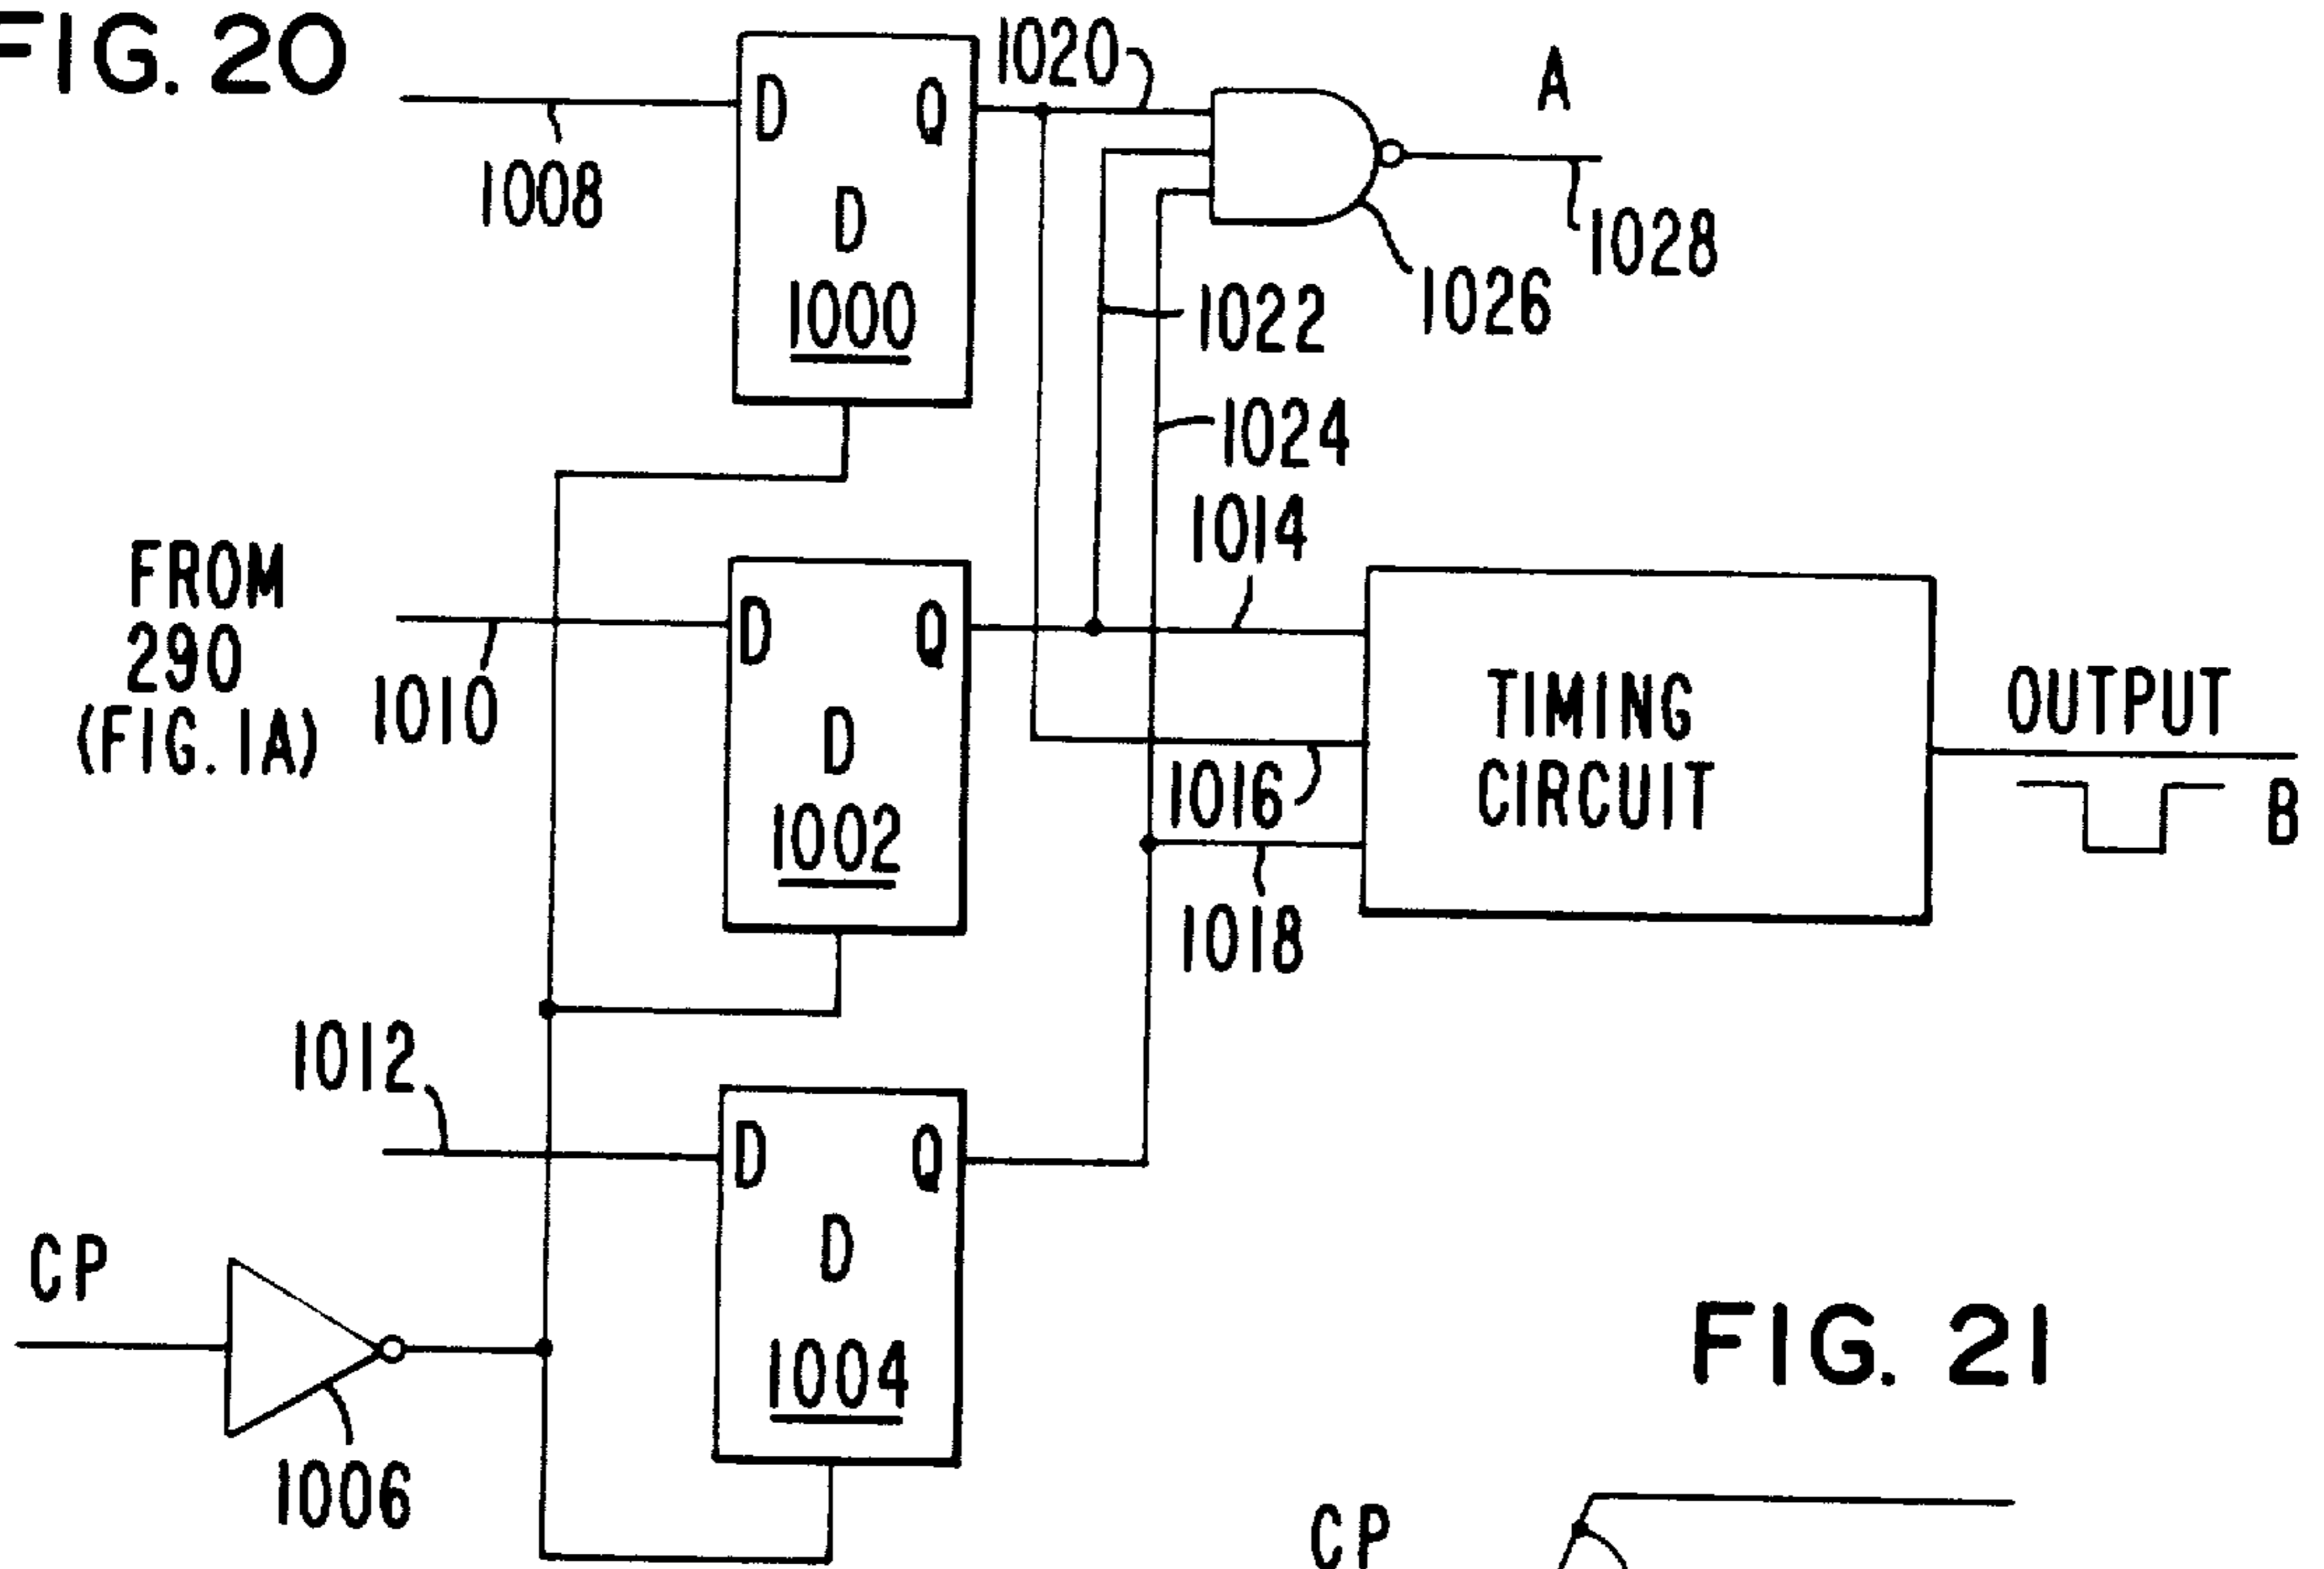 FIG. 20
1020
A
D
Q
1008
D
1000
1028
1026
1022
1024
1014
FROM
290
(FIG. 1A)
1010
D
Q
D
1002
TIMING
CIRCUIT
OUTPUT
B
1016
1018
1012
D
Q
D
1004
CP
1006
FIG. 21
CP